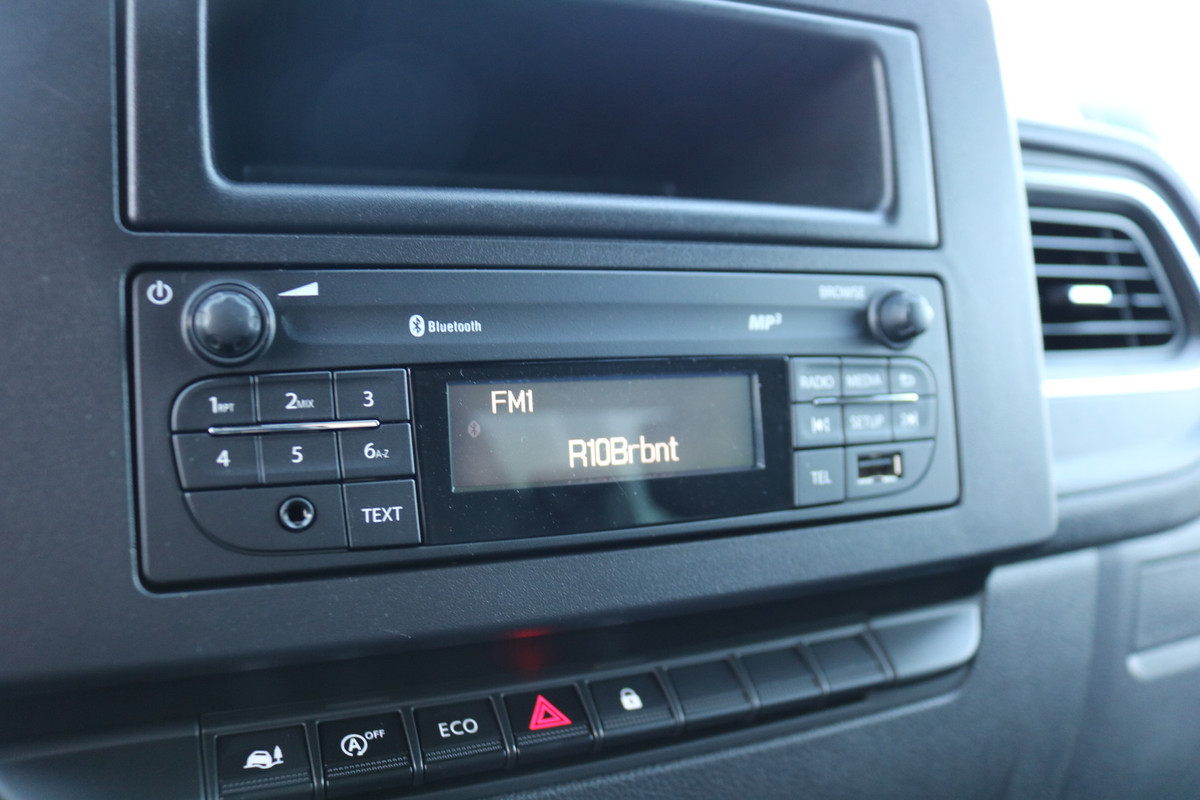 BROWSE
Bluetooth
MP3
1RPT 2MIX 3
4 5 6A-Z
TEXT
FM1
R10Brbnt
RADIO MEDIA
SETUP
TEL
A OFF
ECO